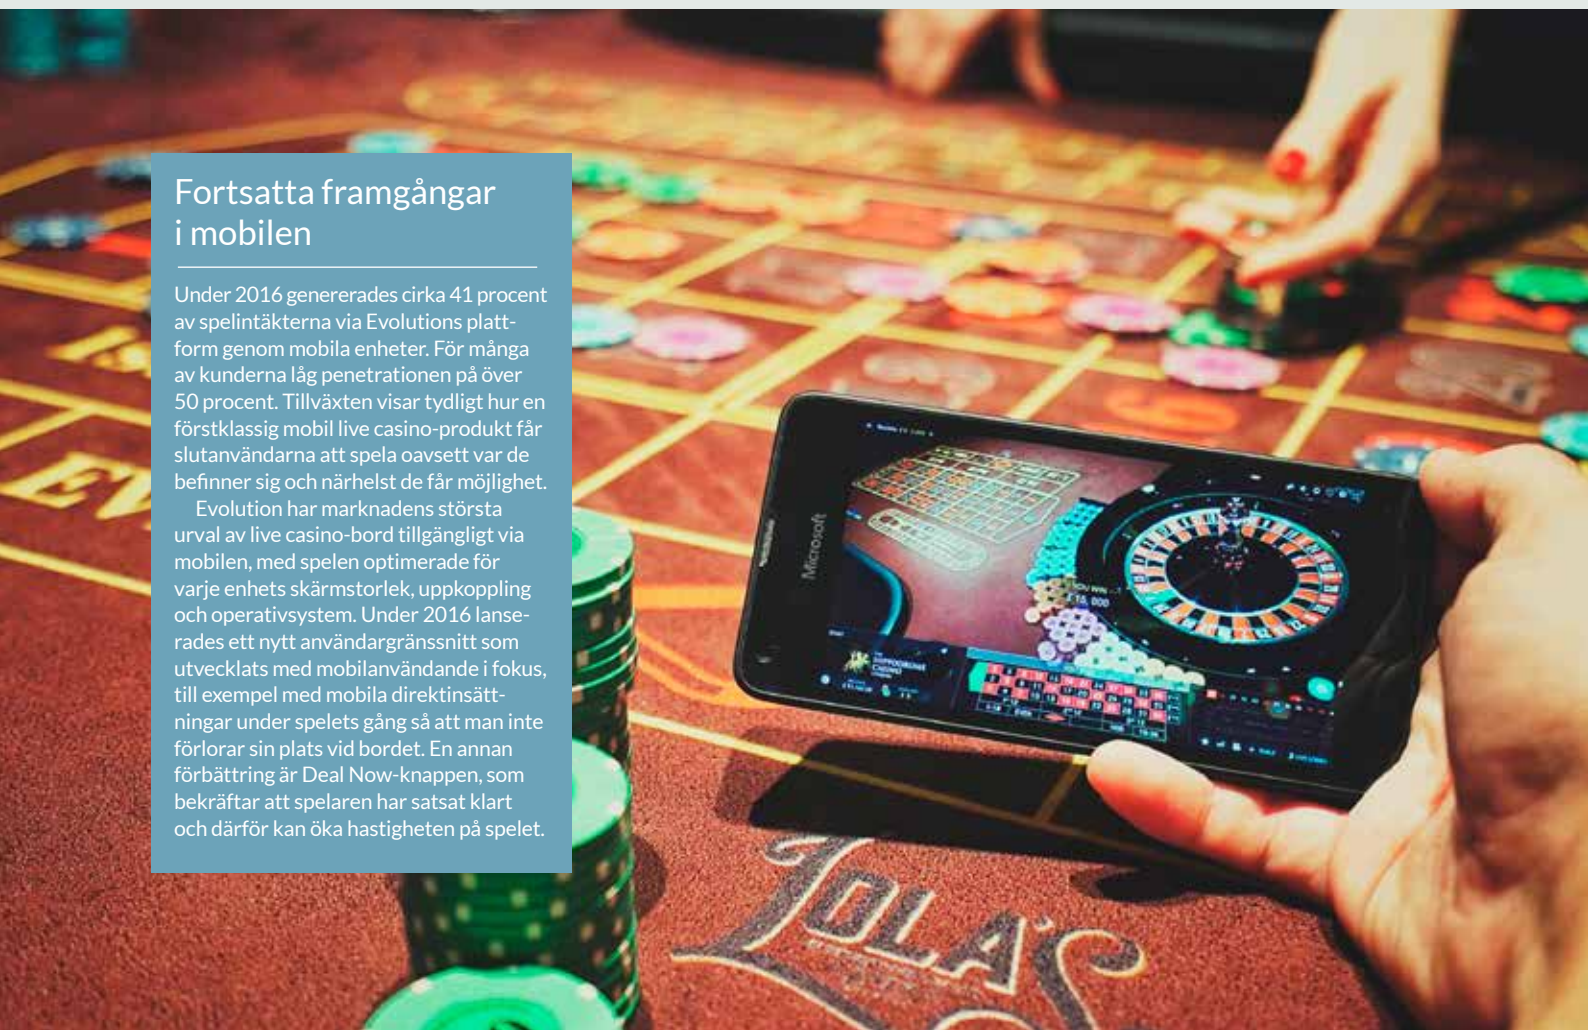 Fortsatta framgångar
i mobilen
Under 2016 genererades cirka 41 procent
av spelintäkterna via Evolutions platt-
form genom mobila enheter. För många
av kunderna låg penetrationen på över
50 procent. Tillväxten visar tydligt hur en
förstklassig mobil live casino-produkt får
slutanvändarna att spela oavsett var de
befinner sig och närhelst de får möjlighet.
Evolution har marknadens största
urval av live casino-bord tillgängligt via
mobilen, med spelen optimerade för
varje enhets skärmstorlek, uppkoppling
och operativsystem. Under 2016 lanse-
rades ett nytt användargränssnitt som
utvecklats med mobilanvändande i fokus,
till exempel med mobila direktinsätt-
ningar under spelets gång så att man inte
förlorar sin plats vid bordet. En annan
förbättring är Deal Now-knappen, som
bekräftar att spelaren har satsat klart
och därför kan öka hastigheten på spelet.
Microsoft
YOU WIN
£15,000
HIPPODROME
CASINO
LOLA'S